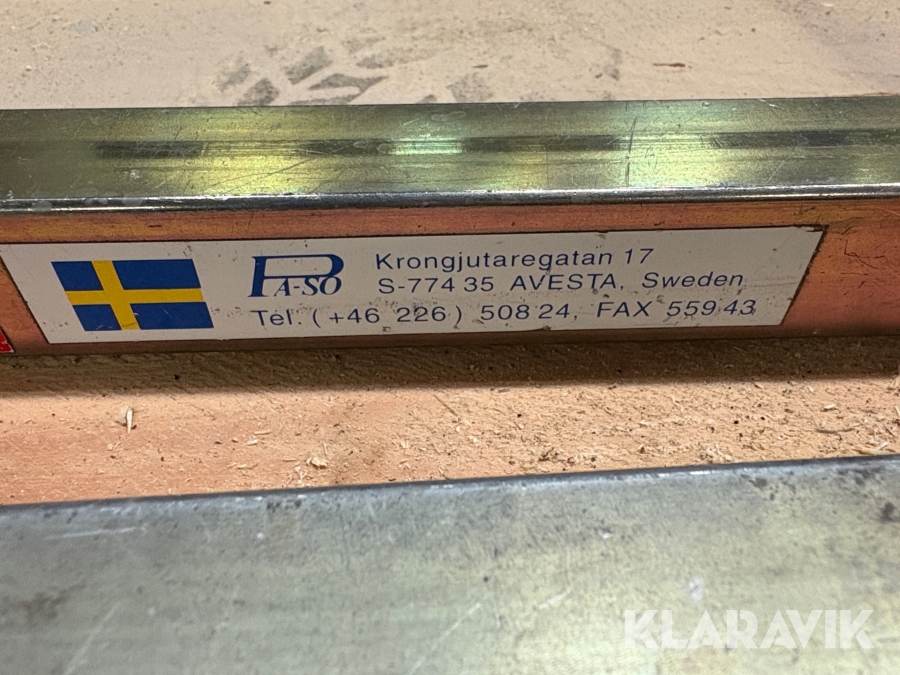 PA-SO
Krongjutaregatan 17
S-774 35 AVESTA, Sweden
Tel. (+46 226) 508 24, FAX 559 43
KLARAVIK